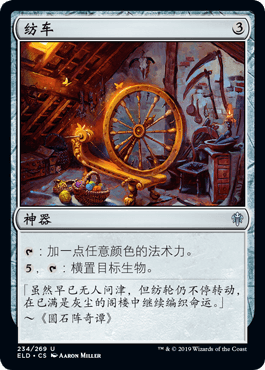 纺车 3
神器
：加一点任意颜色的法术力。
5，：横置目标生物。
「虽然早已无人问津，但纺轮仍不停转动，
在已满是灰尘的阁楼中继续编织命运。」
～《圆石阵奇谭》
234/269 U
ELD • CS AARON MILLER
™ & © 2019 Wizards of the Coast